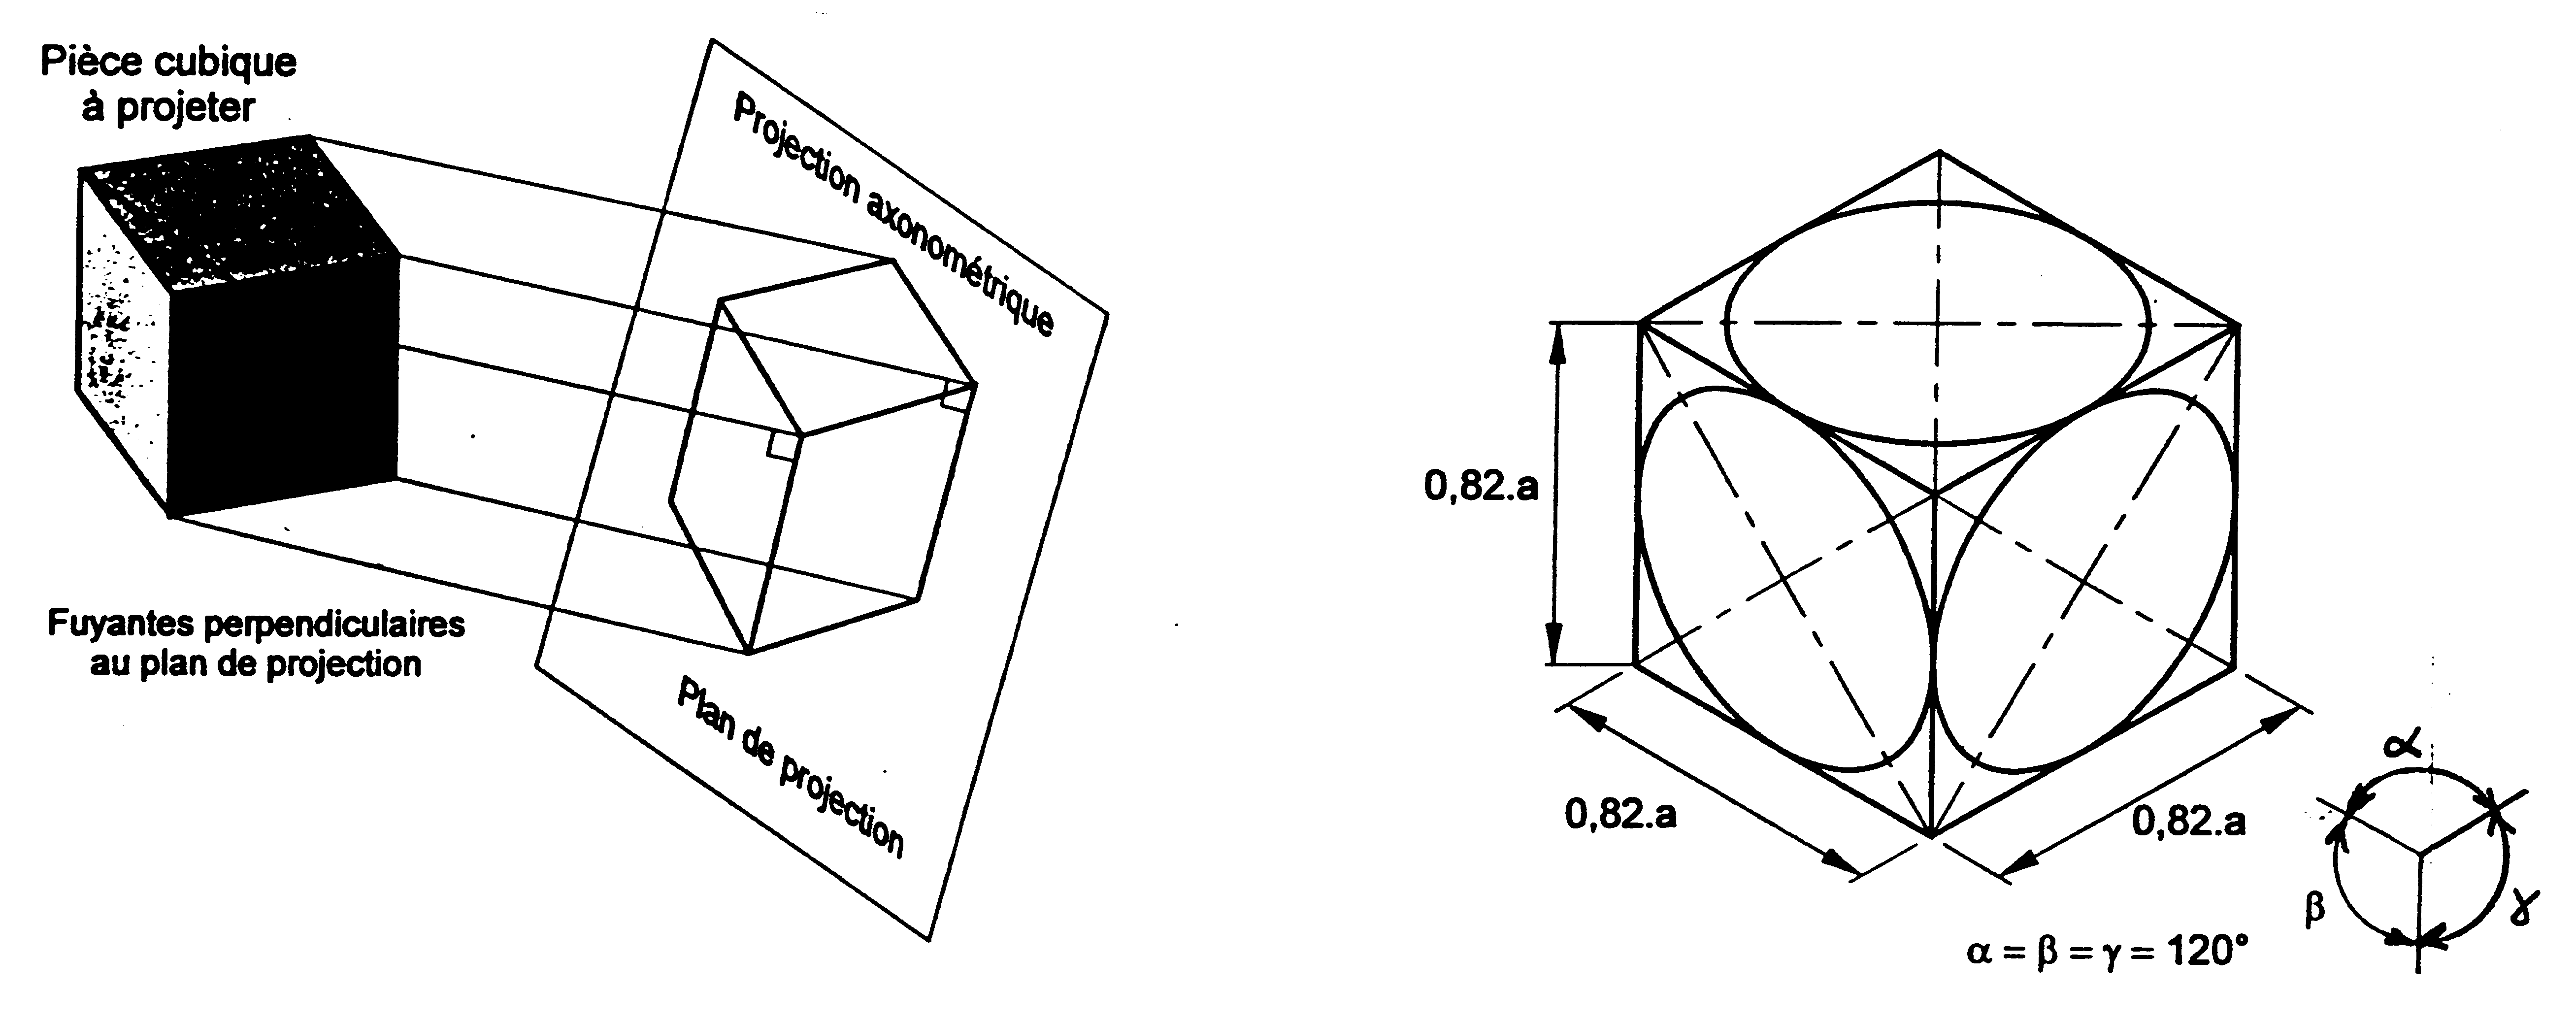 Pièce cubique
à projeter
Projection axonométrique
Fuyantes perpendiculaires
au plan de projection
Plan de projection
0,82.a
0,82.a
0,82.a
α
β
γ
α = β = γ = 120°